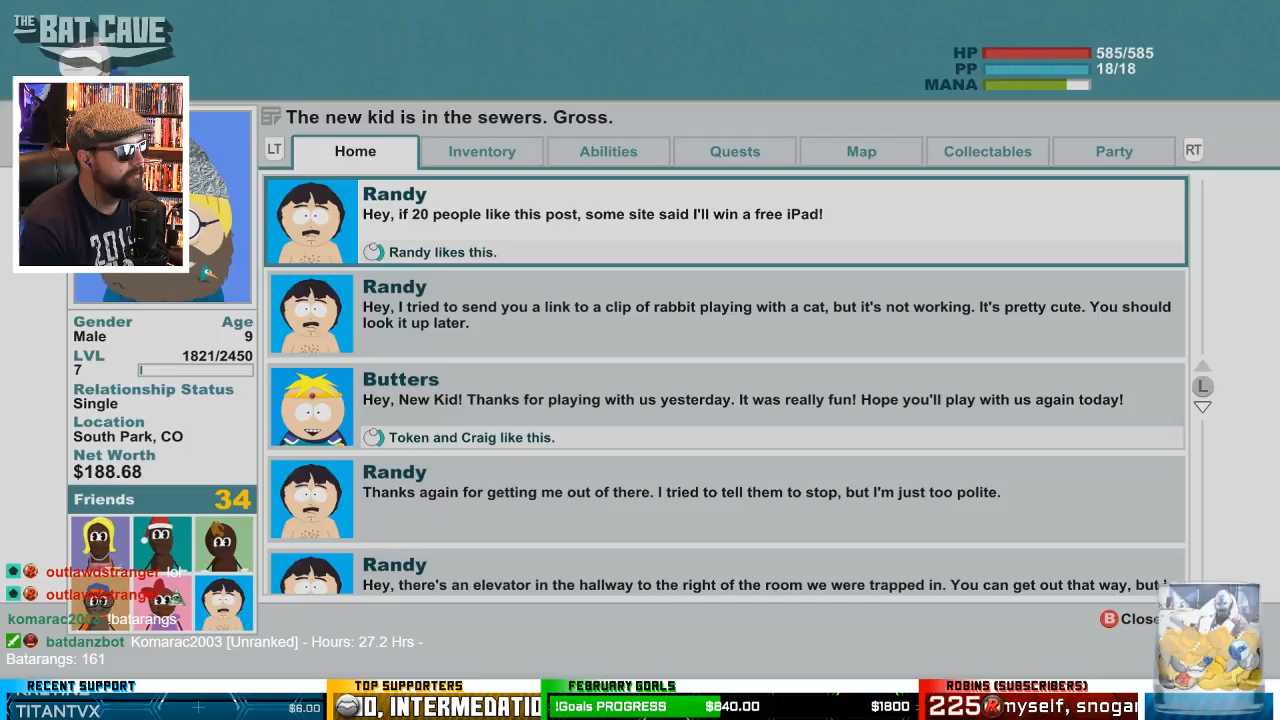 THE
BAT CAVE
HP 585/585
PP 18/18
MANA
The new kid is in the sewers. Gross.
LT Home Inventory Abilities Quests Map Collectables Party RT
Randy
Hey, if 20 people like this post, some site said I'll win a free iPad!
Randy likes this.
Randy
Hey, I tried to send you a link to a clip of rabbit playing with a cat, but it's not working. It's pretty cute. You should
look it up later.
Butters
Hey, New Kid! Thanks for playing with us yesterday. It was really fun! Hope you'll play with us again today!
Token and Craig like this.
Randy
Thanks again for getting me out of there. I tried to tell them to stop, but I'm just too polite.
Randy
Hey, there's an elevator in the hallway to the right of the room we were trapped in. You can get out that way, but
L
B Close
Gender Age
Male 9
LVL 1821/2450
7
Relationship Status
Single
Location
South Park, CO
Net Worth
$188.68
Friends 34
outlawdstranger lol
outlawdstranger
komarac2003 !batarangs
batdanzbot Komarac2003 [Unranked] - Hours: 27.2 Hrs -
Batarangs: 161
RECENT SUPPORT
TITANTVX $6.00
TOP SUPPORTERS
INTERMEDATIO
FEBRUARY GOALS
!Goals PROGRESS $840.00 $1800
ROBINS (SUBSCRIBERS)
225 R myself, snogar